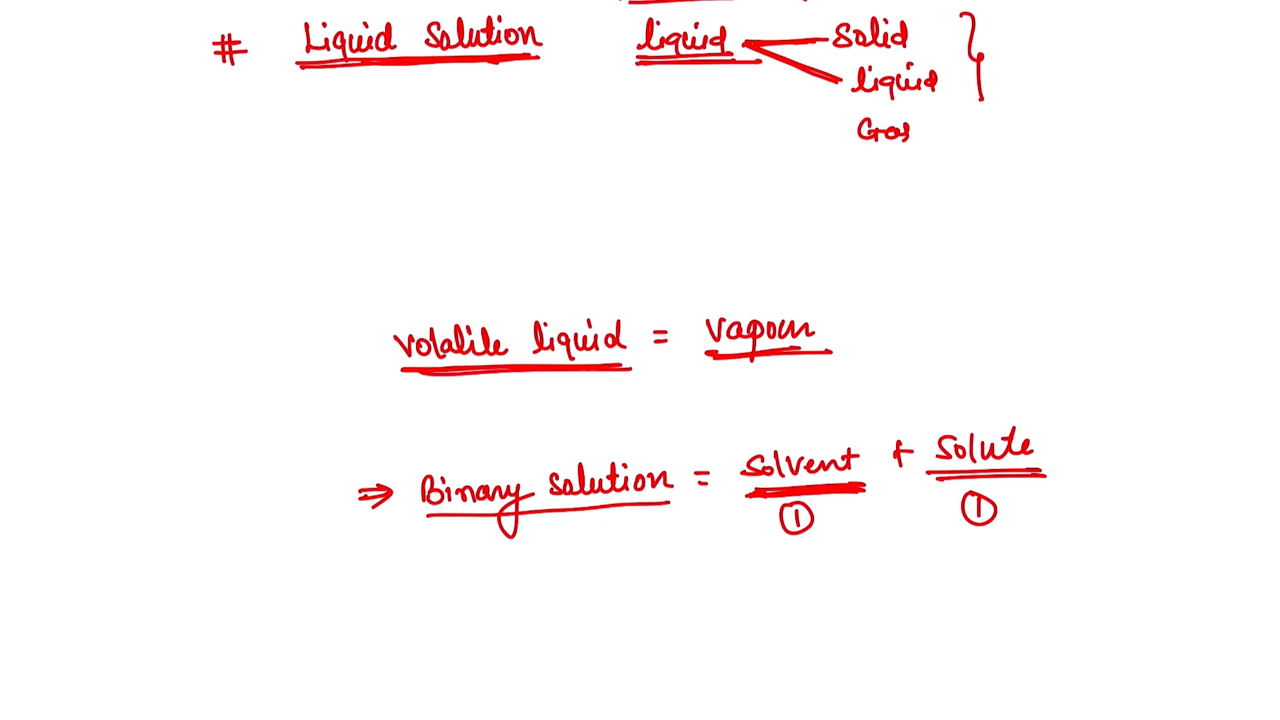 # Liquid Solution liquid Solid
liquid
Gas
volatile liquid = vapour
⇒ Binary solution = Solvent + Solute
① ①